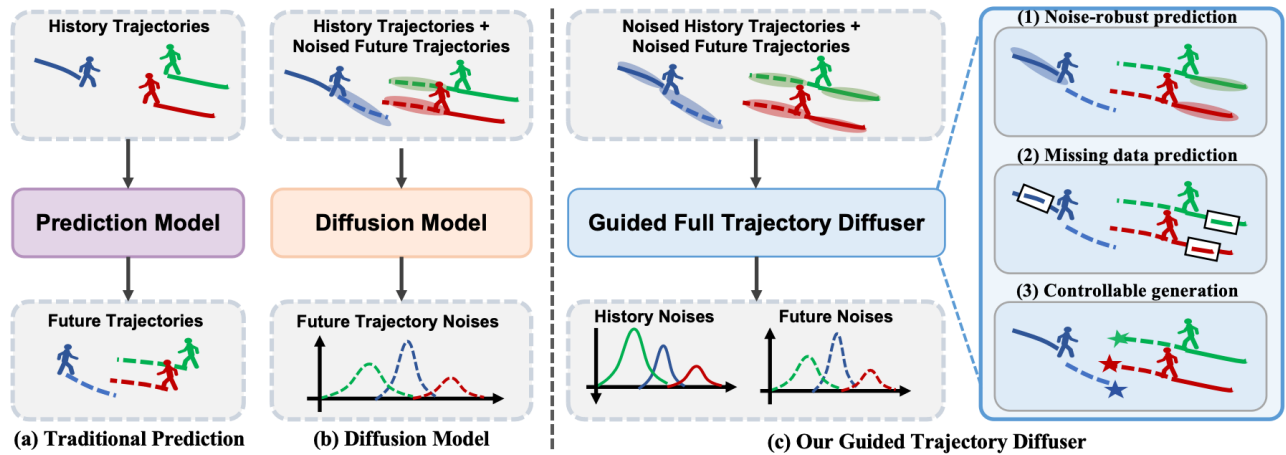 History Trajectories
Prediction Model
Future Trajectories
(a) Traditional Prediction
History Trajectories +
Noised Future Trajectories
Diffusion Model
Future Trajectory Noises
(b) Diffusion Model
Noised History Trajectories +
Noised Future Trajectories
Guided Full Trajectory Diffuser
History Noises
Future Noises
(1) Noise-robust prediction
(2) Missing data prediction
(3) Controllable generation
(c) Our Guided Trajectory Diffuser